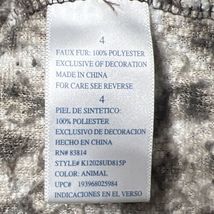 4
FAUX FUR: 100% POLYESTER
EXCLUSIVE OF DECORATION
MADE IN CHINA
FOR CARE SEE REVERSE
4
PIEL DE SINTETICO:
100% POLIESTER
EXCLUSIVO DE DECORACION
HECHO EN CHINA
RN# 83814
STYLE#K12028UD815P
COLOR: ANIMAL
UPC# 193968025984
INDICACIONES EN EL VERSO